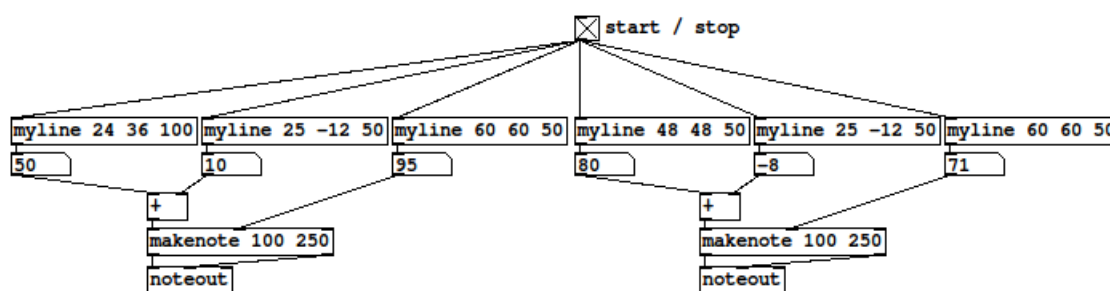 start / stop
myline 24 36 100 myline 25 -12 50 myline 60 60 50 myline 48 48 50 myline 25 -12 50 myline 60 60 50
50 10 95 80 -8 71
+ +
makenote 100 250 makenote 100 250
noteout noteout